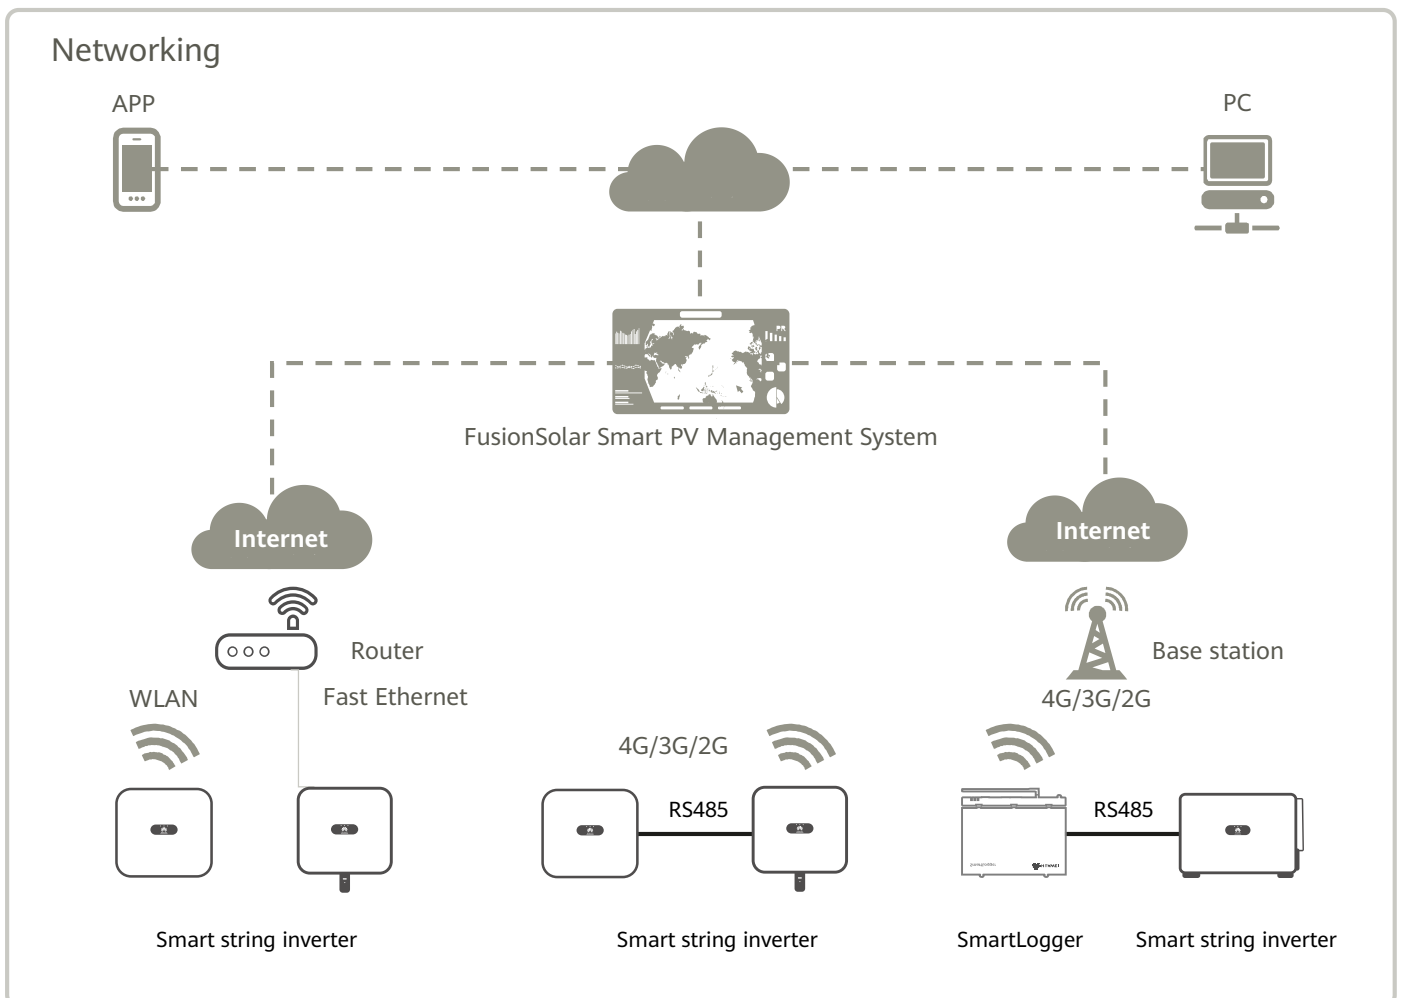 Networking
APP
PC
FusionSolar Smart PV Management System
Internet
Internet
Router
Base station
WLAN
Fast Ethernet
4G/3G/2G
4G/3G/2G
RS485
RS485
Smart string inverter
Smart string inverter
SmartLogger
Smart string inverter